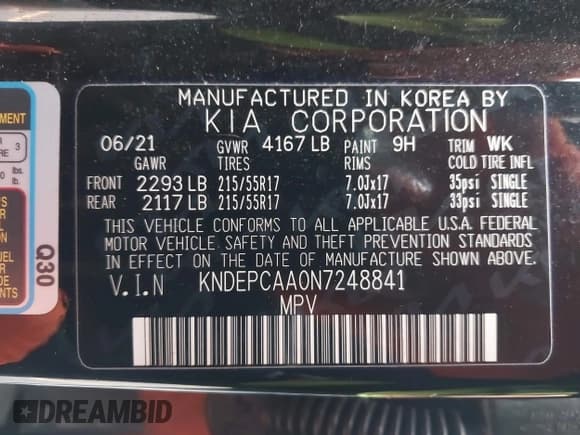 MANUFACTURED IN KOREA BY
KIA CORPORATION
06/21 GVWR 4167 LB PAINT 9H TRIM WK
GAWR TIRES RIMS COLD TIRE INFL
FRONT 2293 LB 215/55R17 7.0Jx17 35psi SINGLE
REAR 2117 LB 215/55R17 7.0Jx17 33psi SINGLE
THIS VEHICLE CONFORMS TO ALL APPLICABLE U.S.A. FEDERAL
MOTOR VEHICLE SAFETY AND THEFT PREVENTION STANDARDS
IN EFFECT ON THE DATE OF MANUFACTURE SHOWN ABOVE.
V.I.N KNDEPCAA0N7248841
MPV
Q30
3
lbs.
DREAMBID